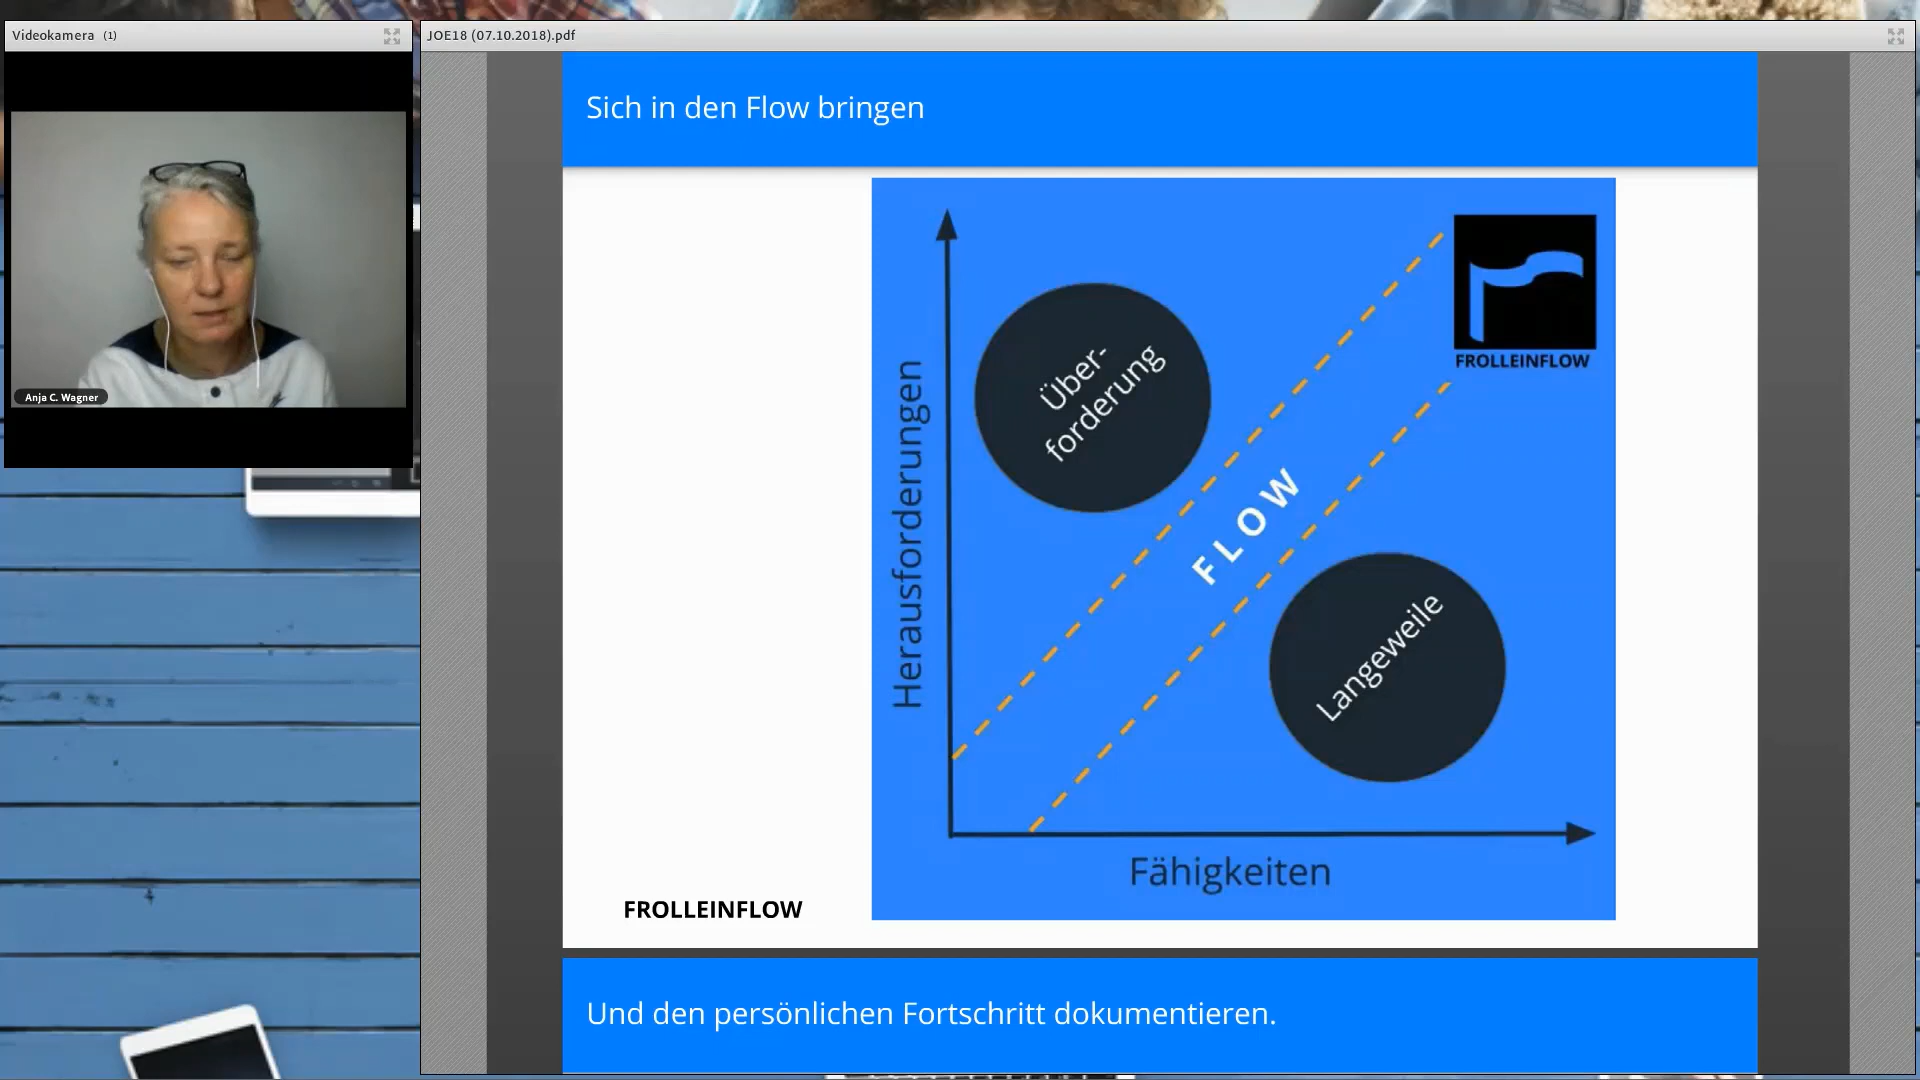 Videokamera (1)
Anja C. Wagner
JOE18 (07.10.2018).pdf
Sich in den Flow bringen
Herausforderungen
Über-
forderung
FLOW
FROLLEINFLOW
Langeweile
Fähigkeiten
FROLLEINFLOW
Und den persönlichen Fortschritt dokumentieren.